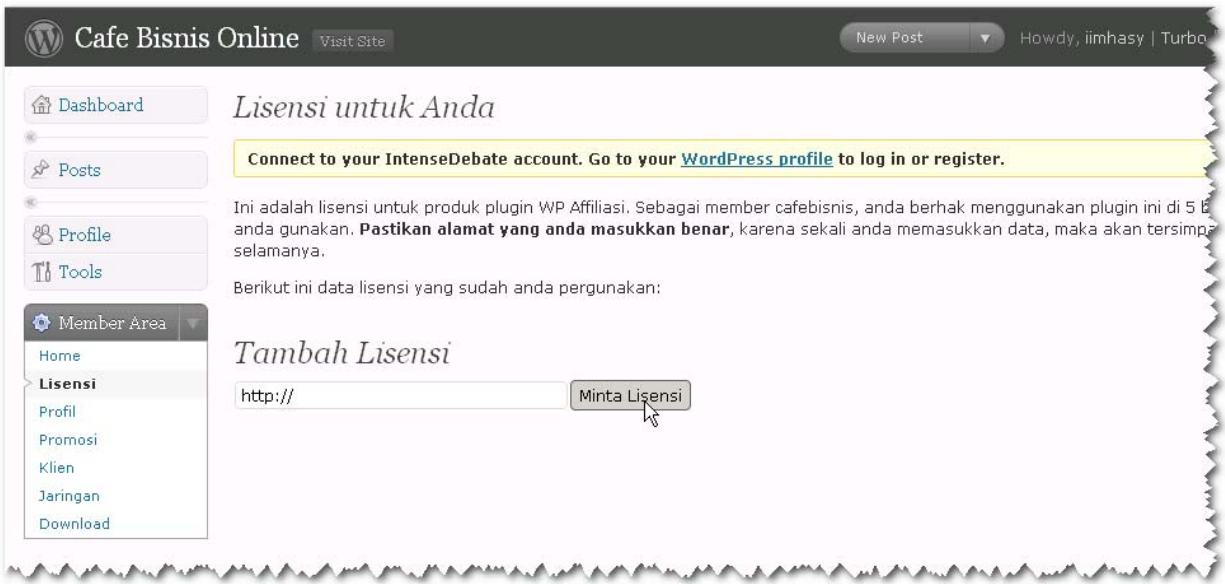 Cafe Bisnis Online Visit Site New Post Howdy, iimhasy | Turbo
Dashboard
Posts
Profile
Tools
Member Area
Home
Lisensi
Profil
Promosi
Klien
Jaringan
Download
Lisensi untuk Anda
Connect to your IntenseDebate account. Go to your WordPress profile to log in or register.
Ini adalah lisensi untuk produk plugin WP Affiliasi. Sebagai member cafebisnis, anda berhak menggunakan plugin ini di 5
anda gunakan. Pastikan alamat yang anda masukkan benar, karena sekali anda memasukkan data, maka akan
selamanya.
Berikut ini data lisensi yang sudah anda pergunakan:
Tambah Lisensi
http:// Minta Lisensi